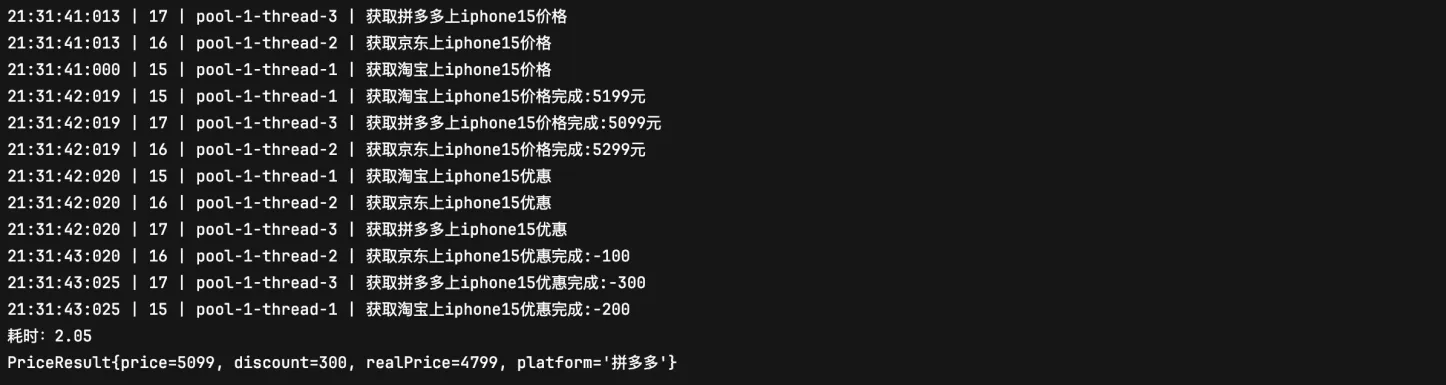 21:31:41:013 | 17 | pool-1-thread-3 | 获取拼多多上iphone15价格
21:31:41:013 | 16 | pool-1-thread-2 | 获取京东上iphone15价格
21:31:41:000 | 15 | pool-1-thread-1 | 获取淘宝上iphone15价格
21:31:42:019 | 15 | pool-1-thread-1 | 获取淘宝上iphone15价格完成:5199元
21:31:42:019 | 17 | pool-1-thread-3 | 获取拼多多上iphone15价格完成:5099元
21:31:42:019 | 16 | pool-1-thread-2 | 获取京东上iphone15价格完成:5299元
21:31:42:020 | 15 | pool-1-thread-1 | 获取淘宝上iphone15优惠
21:31:42:020 | 16 | pool-1-thread-2 | 获取京东上iphone15优惠
21:31:42:020 | 17 | pool-1-thread-3 | 获取拼多多上iphone15优惠
21:31:43:020 | 16 | pool-1-thread-2 | 获取京东上iphone15优惠完成:-100
21:31:43:025 | 17 | pool-1-thread-3 | 获取拼多多上iphone15优惠完成:-300
21:31:43:025 | 15 | pool-1-thread-1 | 获取淘宝上iphone15优惠完成:-200
耗时：2.05
PriceResult{price=5099, discount=300, realPrice=4799, platform='拼多多'}